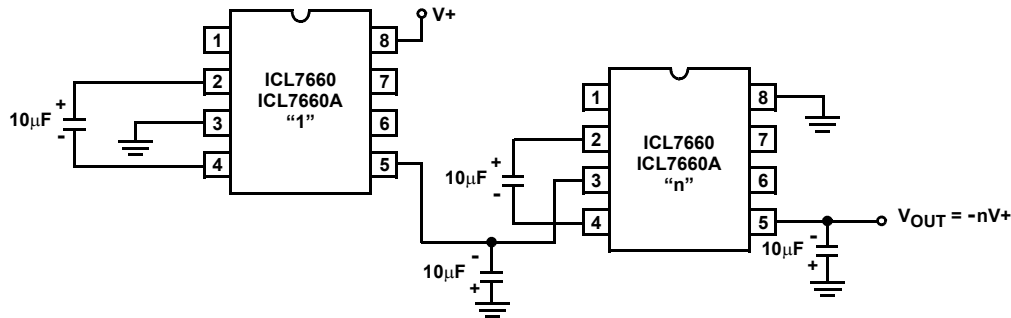 V+
1
2
3
4
8
7
6
5
ICL7660
ICL7660A
“1”
+
10µF
-
1
2
3
4
8
7
6
5
ICL7660
ICL7660A
“n”
+
10µF
-
-
10µF
+
VOUT = -nV+
-
10µF
+